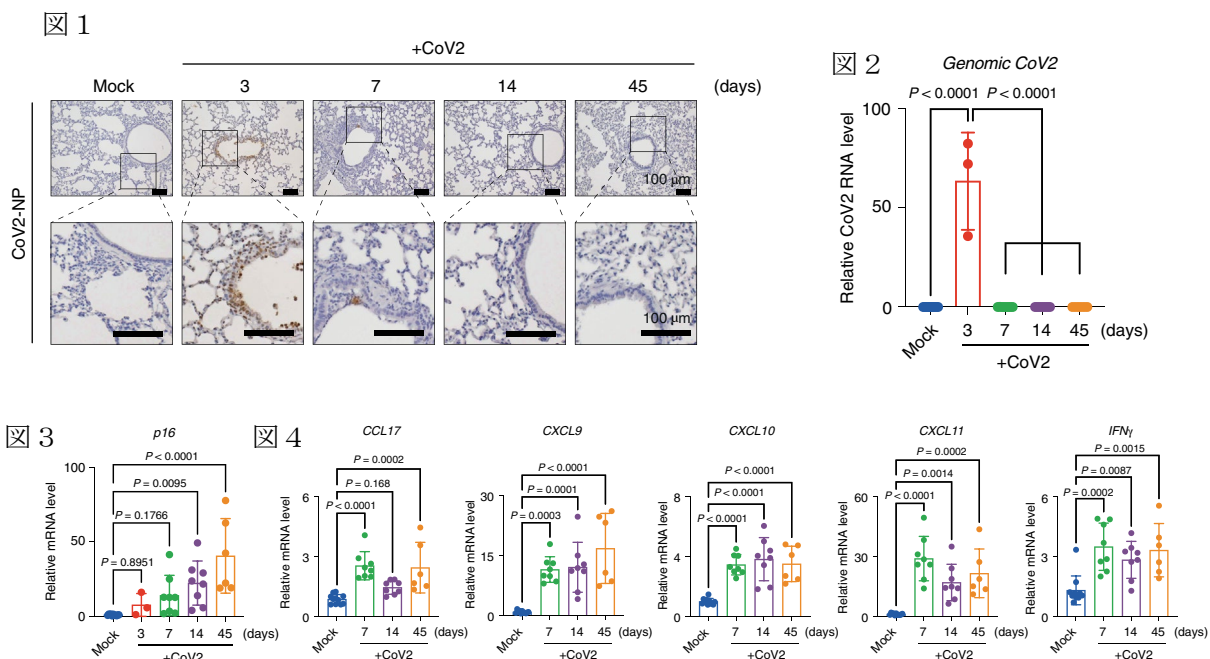 図1
+CoV2
Mock 3 7 14 45 (days)
CoV2-NP
100 µm
100 µm
図2
Genomic CoV2
P < 0.0001 P < 0.0001
Relative CoV2 RNA level
100
50
0
Mock 3 7 14 45 (days)
+CoV2
図3
p16
P < 0.0001
P = 0.0095
P = 0.1766
P = 0.8951
Relative mRNA level
100
50
0
Mock 3 7 14 45 (days)
+CoV2
図4
CCL17
P = 0.0002
P = 0.168
P < 0.0001
Relative mRNA level
6
3
0
Mock 7 14 45 (days)
+CoV2
CXCL9
P < 0.0001
P = 0.0001
P = 0.0003
Relative mRNA level
30
15
0
Mock 7 14 45 (days)
+CoV2
CXCL10
P < 0.0001
P < 0.0001
P < 0.0001
Relative mRNA level
8
4
0
Mock 7 14 45 (days)
+CoV2
CXCL11
P = 0.0002
P = 0.0014
P < 0.0001
Relative mRNA level
60
30
0
Mock 7 14 45 (days)
+CoV2
IFNγ
P = 0.0015
P = 0.0087
P = 0.0002
Relative mRNA level
6
3
0
Mock 7 14 45 (days)
+CoV2